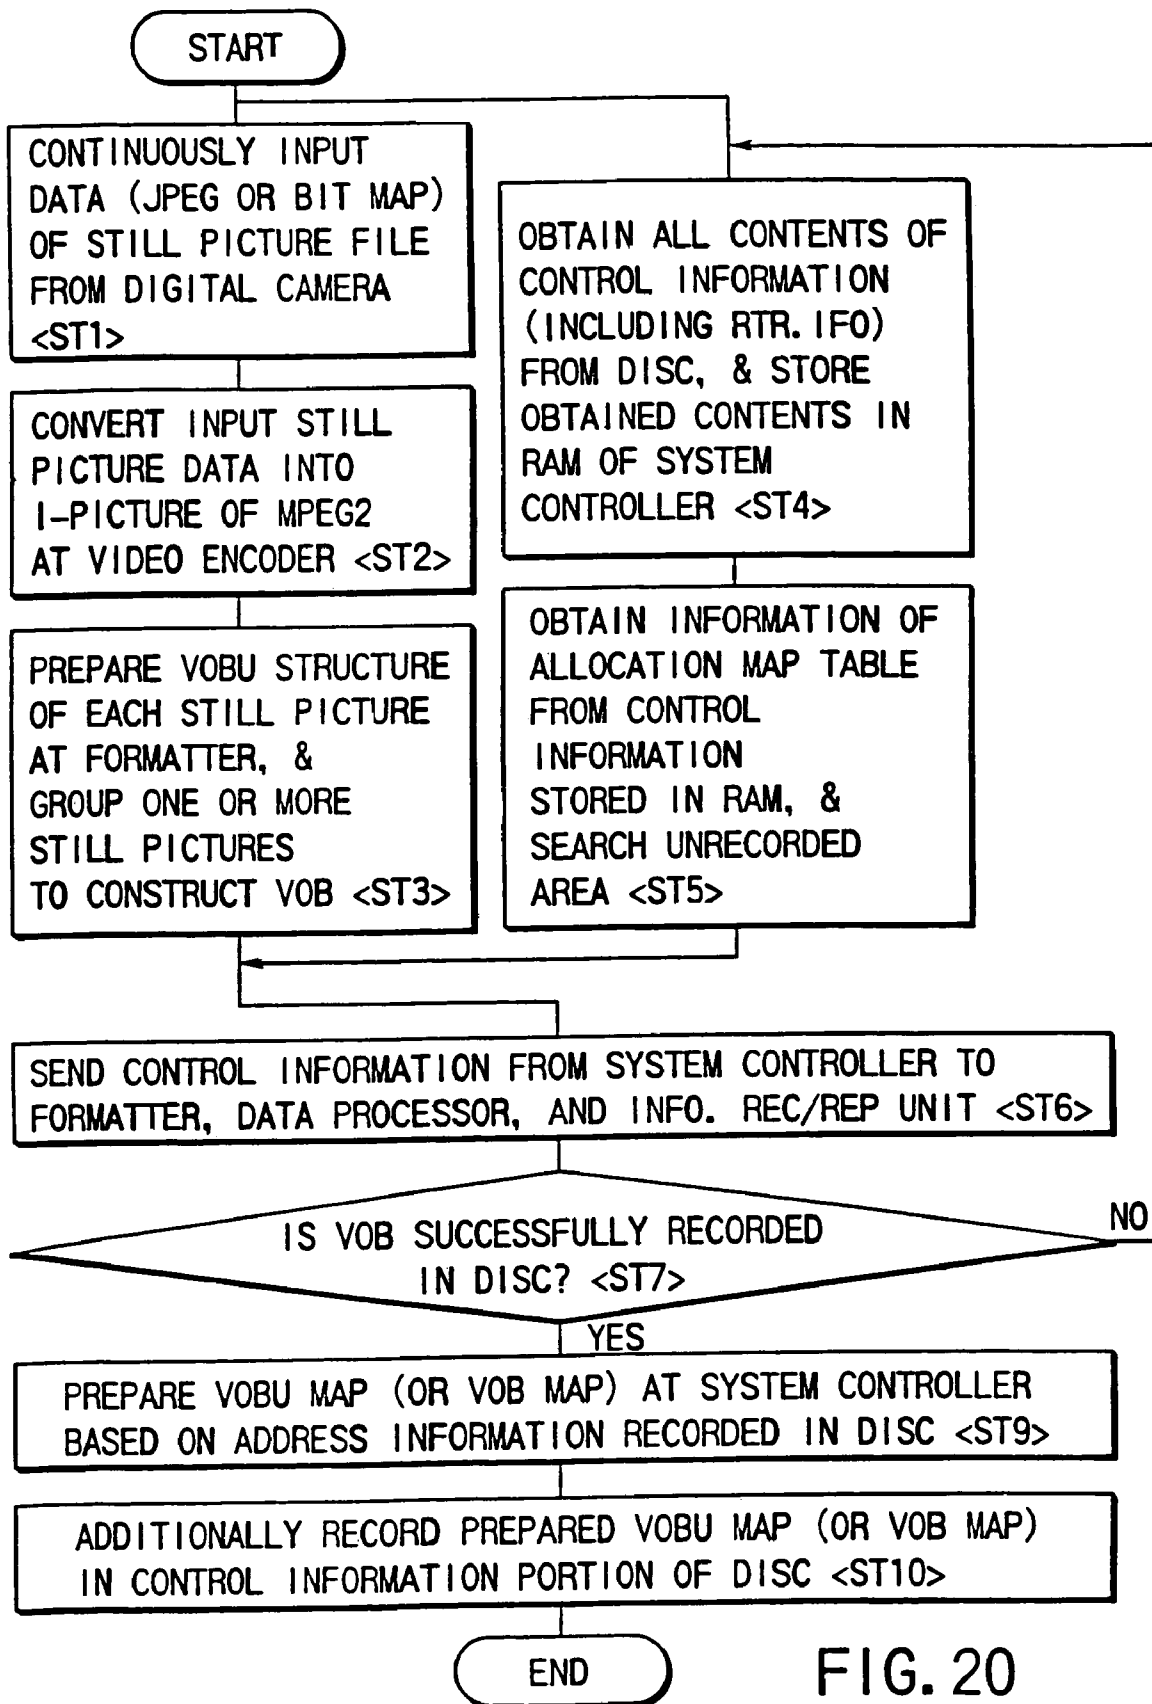 START
CONTINUOUSLY INPUT
DATA (JPEG OR BIT MAP)
OF STILL PICTURE FILE
FROM DIGITAL CAMERA
<ST1>
CONVERT INPUT STILL
PICTURE DATA INTO
I-PICTURE OF MPEG2
AT VIDEO ENCODER <ST2>
PREPARE VOBU STRUCTURE
OF EACH STILL PICTURE
AT FORMATTER, &
GROUP ONE OR MORE
STILL PICTURES
TO CONSTRUCT VOB <ST3>
OBTAIN ALL CONTENTS OF
CONTROL INFORMATION
(INCLUDING RTR. IFO)
FROM DISC, & STORE
OBTAINED CONTENTS IN
RAM OF SYSTEM
CONTROLLER <ST4>
OBTAIN INFORMATION OF
ALLOCATION MAP TABLE
FROM CONTROL
INFORMATION
STORED IN RAM, &
SEARCH UNRECORDED
AREA <ST5>
SEND CONTROL INFORMATION FROM SYSTEM CONTROLLER TO
FORMATTER, DATA PROCESSOR, AND INFO. REC/REP UNIT <ST6>
IS VOB SUCCESSFULLY RECORDED
IN DISC? <ST7>
NO
YES
PREPARE VOBU MAP (OR VOB MAP) AT SYSTEM CONTROLLER
BASED ON ADDRESS INFORMATION RECORDED IN DISC <ST9>
ADDITIONALLY RECORD PREPARED VOBU MAP (OR VOB MAP)
IN CONTROL INFORMATION PORTION OF DISC <ST10>
END
FIG. 20